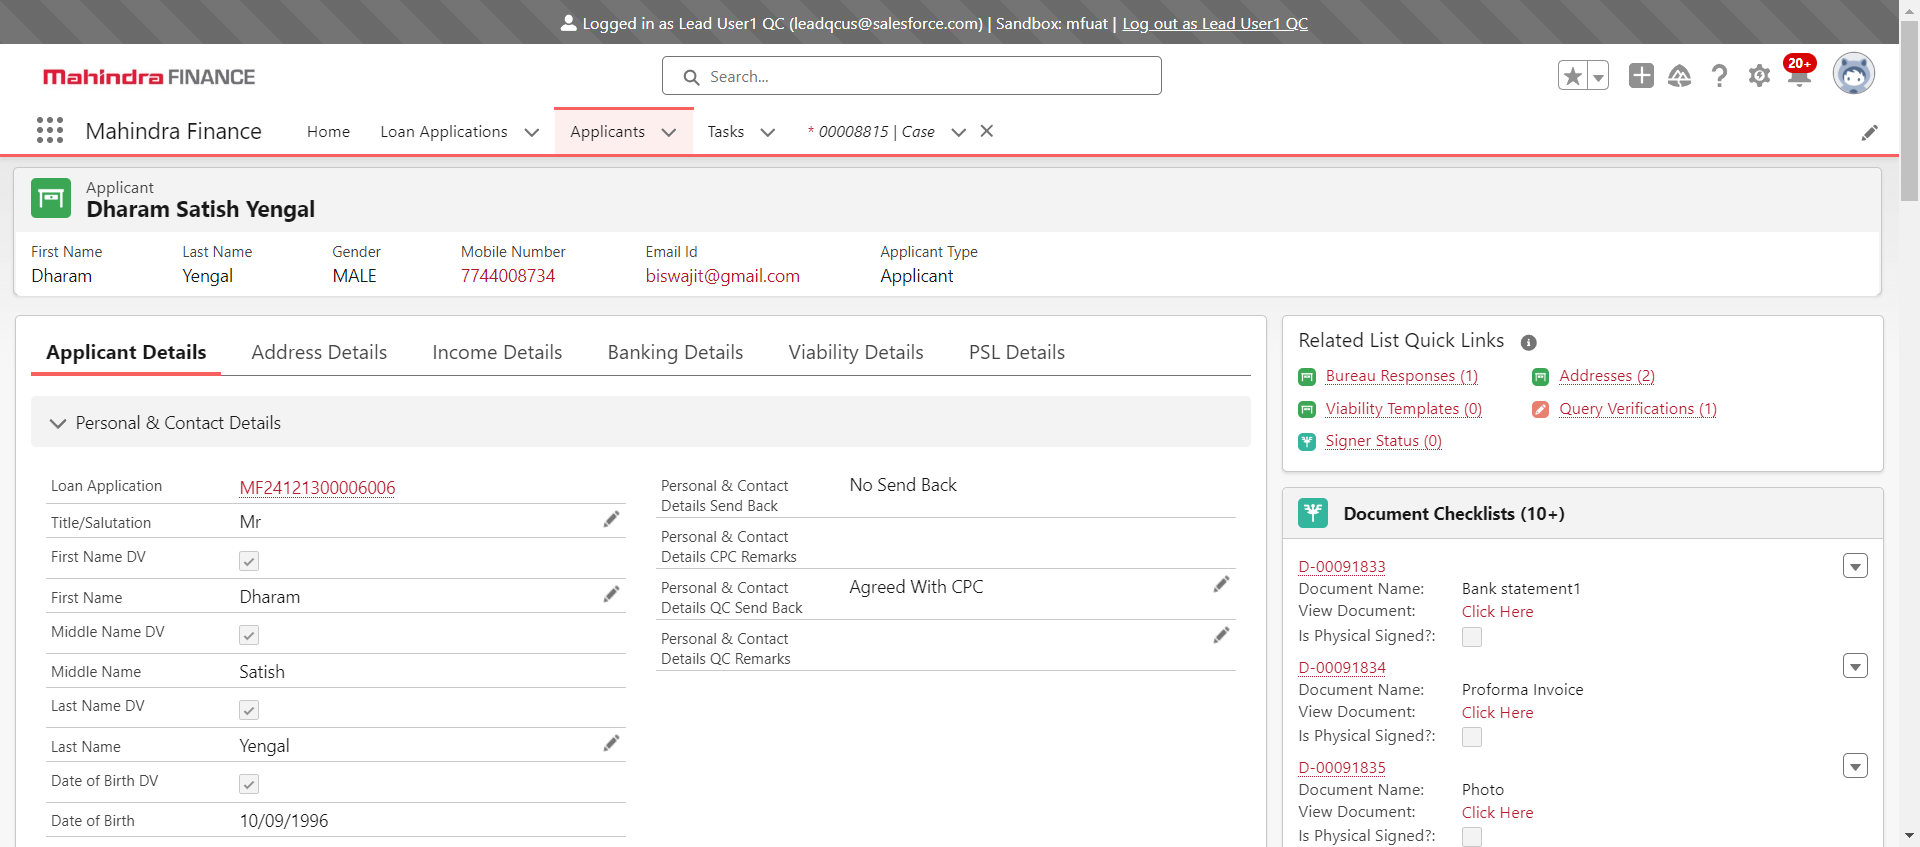 Logged in as Lead User1 QC (leadqcus@salesforce.com) | Sandbox: mfuat | Log out as Lead User1 QC
Mahindra FINANCE
Search...
20+
Mahindra Finance
Home
Loan Applications
Applicants
Tasks
* 00008815 | Case
Applicant
Dharam Satish Yengal
First Name
Last Name
Gender
Mobile Number
Email Id
Applicant Type
Dharam
Yengal
MALE
7744008734
biswajit@gmail.com
Applicant
Applicant Details
Address Details
Income Details
Banking Details
Viability Details
PSL Details
Personal & Contact Details
Loan Application
MF24121300006006
Title/Salutation
Mr
First Name DV
First Name
Dharam
Middle Name DV
Middle Name
Satish
Last Name DV
Last Name
Yengal
Date of Birth DV
Date of Birth
10/09/1996
Personal & Contact
Details Send Back
No Send Back
Personal & Contact
Details CPC Remarks
Personal & Contact
Details QC Send Back
Agreed With CPC
Personal & Contact
Details QC Remarks
Related List Quick Links
Bureau Responses (1)
Addresses (2)
Viability Templates (0)
Query Verifications (1)
Signer Status (0)
Document Checklists (10+)
D-00091833
Document Name:
Bank statement1
View Document:
Click Here
Is Physical Signed?:
D-00091834
Document Name:
Proforma Invoice
View Document:
Click Here
Is Physical Signed?:
D-00091835
Document Name:
Photo
View Document:
Click Here
Is Physical Signed?: